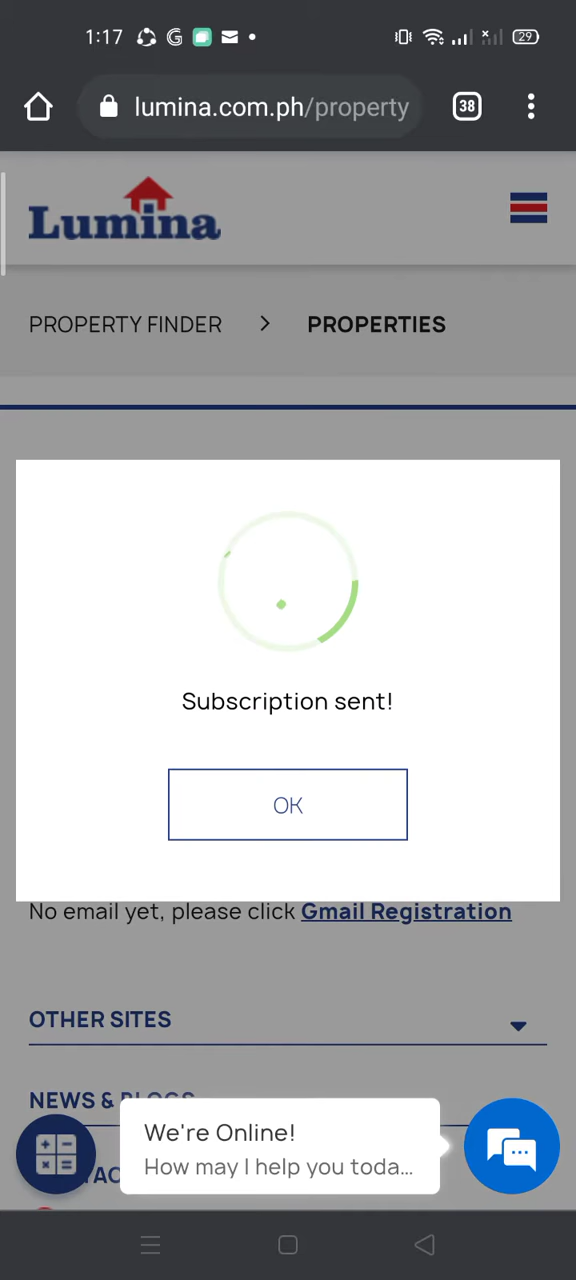 1:17
29
lumina.com.ph/property
38
Lumina
PROPERTY FINDER > PROPERTIES
Subscription sent!
OK
No email yet, please click Gmail Registration
OTHER SITES
NEWS & BLOGS
We're Online!
How may I help you toda...